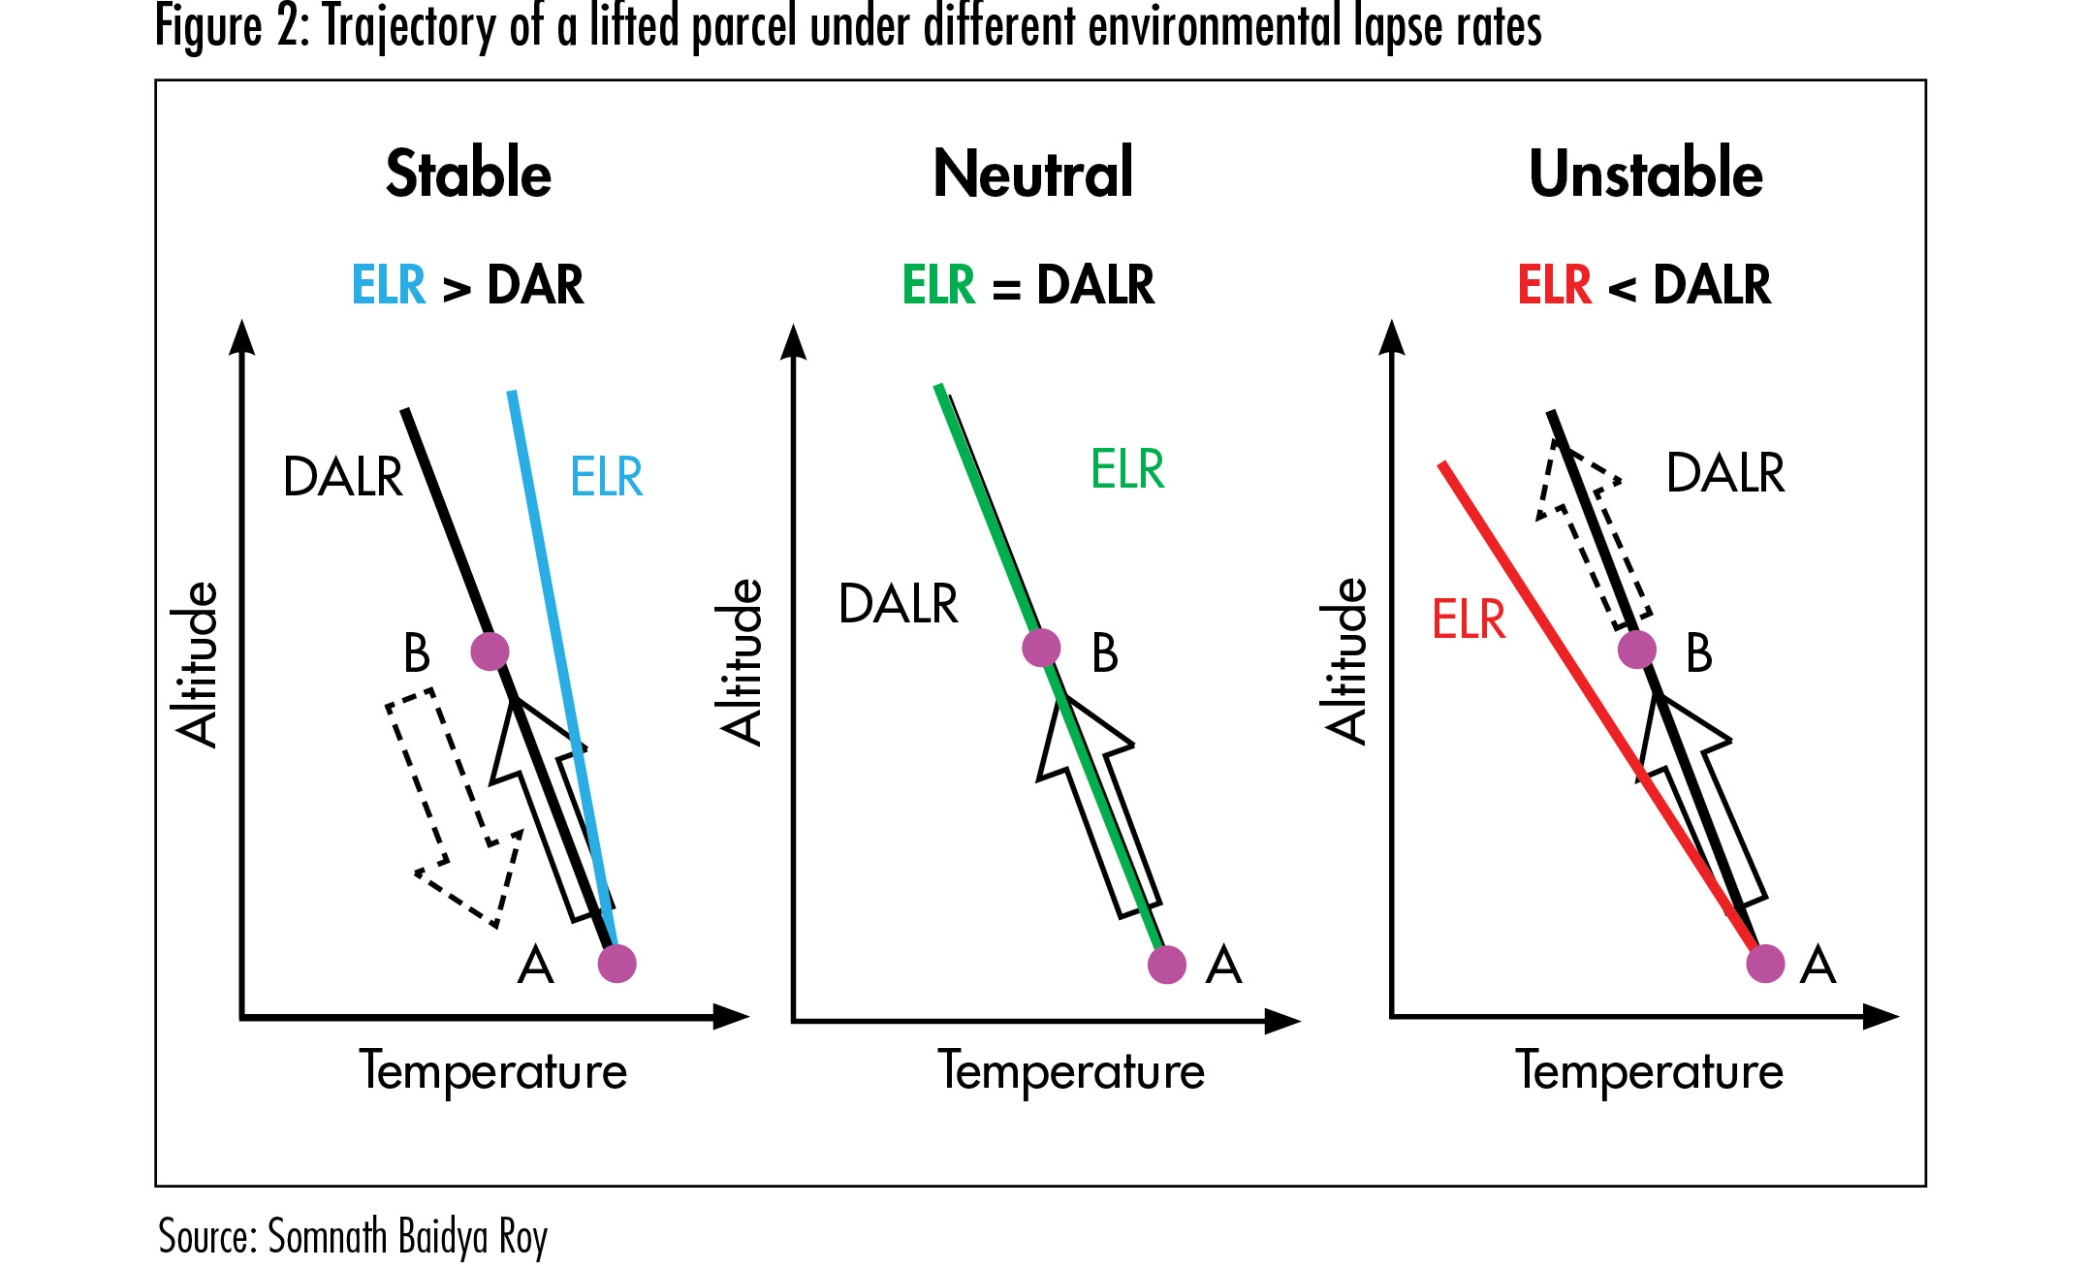 Figure 2: Trajectory of a lifted parcel under different environmental lapse rates
Stable
ELR > DAR
DALR
ELR
B
A
Altitude
Temperature
Neutral
ELR = DALR
ELR
DALR
B
A
Altitude
Temperature
Unstable
ELR < DALR
DALR
ELR
B
A
Altitude
Temperature
Source: Somnath Baidya Roy